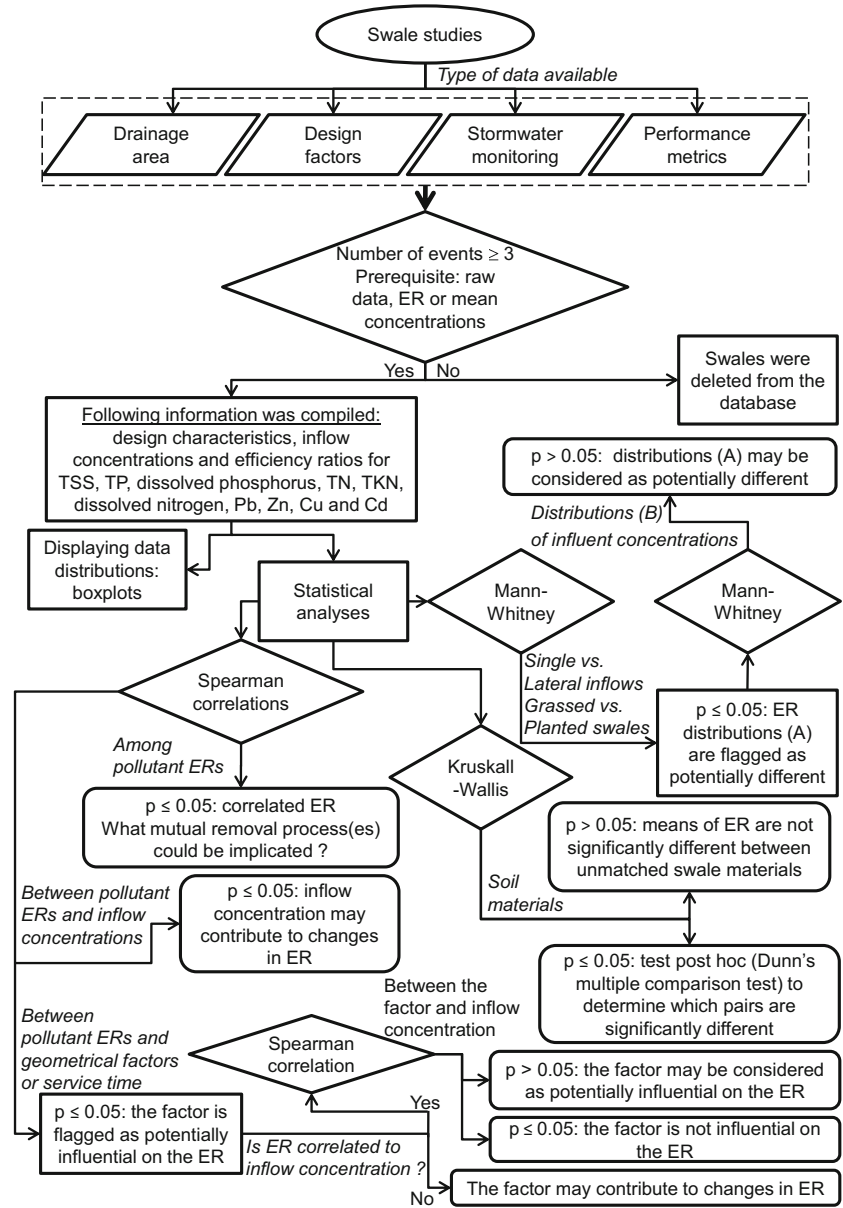 Swale studies
Type of data available
Drainage
area
Design
factors
Stormwater
monitoring
Performance
metrics
Number of events ≥ 3
Prerequisite: raw
data, ER or mean
concentrations
Yes
No
Swales were
deleted from the
database
Following information was compiled:
design characteristics, inflow
concentrations and efficiency ratios for
TSS, TP, dissolved phosphorus, TN, TKN,
dissolved nitrogen, Pb, Zn, Cu and Cd
p > 0.05: distributions (A) may be
considered as potentially different
Distributions (B)
of influent concentrations
Displaying data
distributions:
boxplots
Statistical
analyses
Mann-
Whitney
Mann-
Whitney
Single vs.
Lateral inflows
Grassed vs.
Planted swales
p ≤ 0.05: ER
distributions (A)
are flagged as
potentially different
Spearman
correlations
Among
pollutant ERs
Kruskall
-Wallis
p ≤ 0.05: correlated ER
What mutual removal process(es)
could be implicated ?
p > 0.05: means of ER are not
significantly different between
unmatched swale materials
Soil
materials
Between pollutant
ERs and inflow
concentrations
p ≤ 0.05: inflow
concentration may
contribute to changes
in ER
p ≤ 0.05: test post hoc (Dunn's
multiple comparison test) to
determine which pairs are
significantly different
Between the
factor and inflow
concentration
Between
pollutant ERs and
geometrical factors
or service time
Spearman
correlation
p > 0.05: the factor may be considered
as potentially influential on the ER
Yes
p ≤ 0.05: the factor is
flagged as potentially
influential on the ER
p ≤ 0.05: the factor is not influential on
the ER
Is ER correlated to
inflow concentration ?
No
The factor may contribute to changes in ER